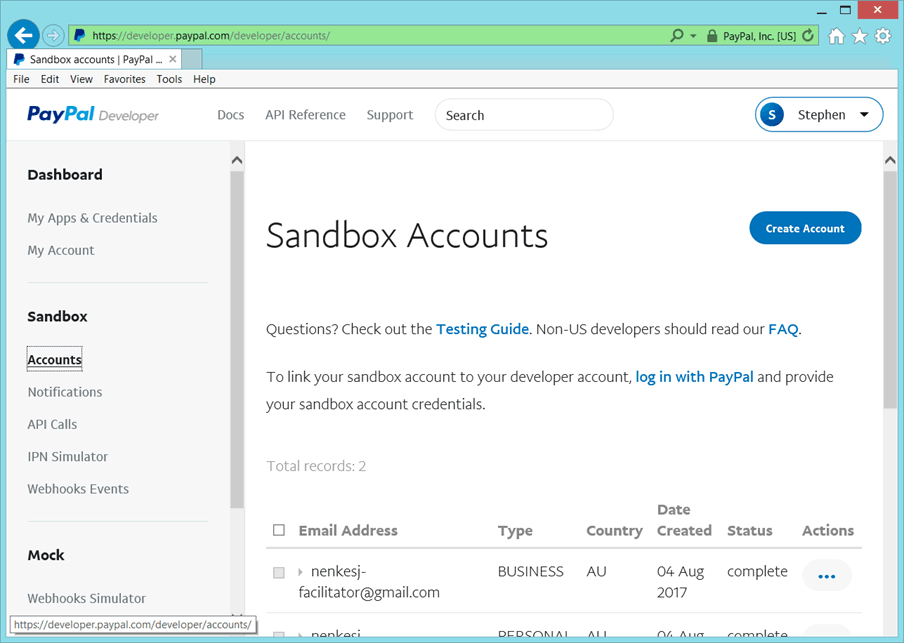 https://developer.paypal.com/developer/accounts/
PayPal, Inc. [US]
Sandbox accounts | PayPal ...
File Edit View Favorites Tools Help
PayPal Developer
Docs API Reference Support Search
S Stephen
Dashboard
My Apps & Credentials
My Account
Sandbox
Accounts
Notifications
API Calls
IPN Simulator
Webhooks Events
Mock
Webhooks Simulator
https://developer.paypal.com/developer/accounts/
Sandbox Accounts
Create Account
Questions? Check out the Testing Guide. Non-US developers should read our FAQ.
To link your sandbox account to your developer account, log in with PayPal and provide
your sandbox account credentials.
Total records: 2
Email Address Type Country Date Created Status Actions
nenkesj-
facilitator@gmail.com
BUSINESS AU 04 Aug
2017
complete
nenkesj PERSONAL AU 04 Aug complete